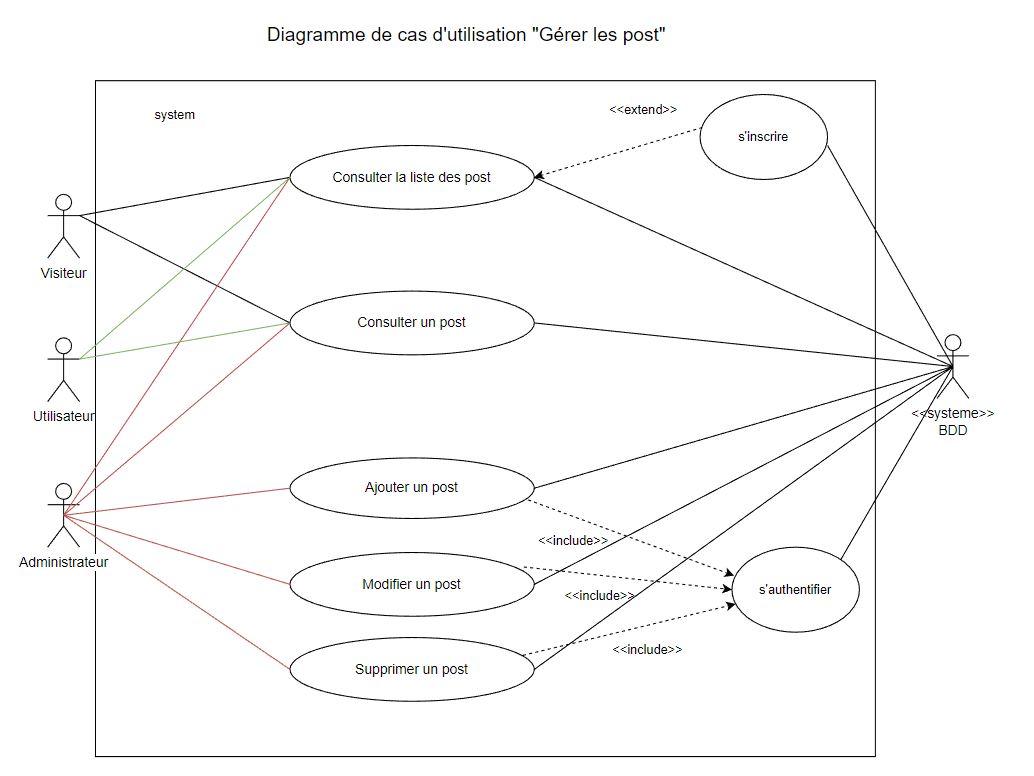 Diagramme de cas d'utilisation "Gérer les post"
system
<<extend>>
s'inscrire
Consulter la liste des post
Visiteur
Consulter un post
Utilisateur
<<systeme>>
BDD
Ajouter un post
<<include>>
Administrateur
Modifier un post
<<include>>
s'authentifier
<<include>>
Supprimer un post